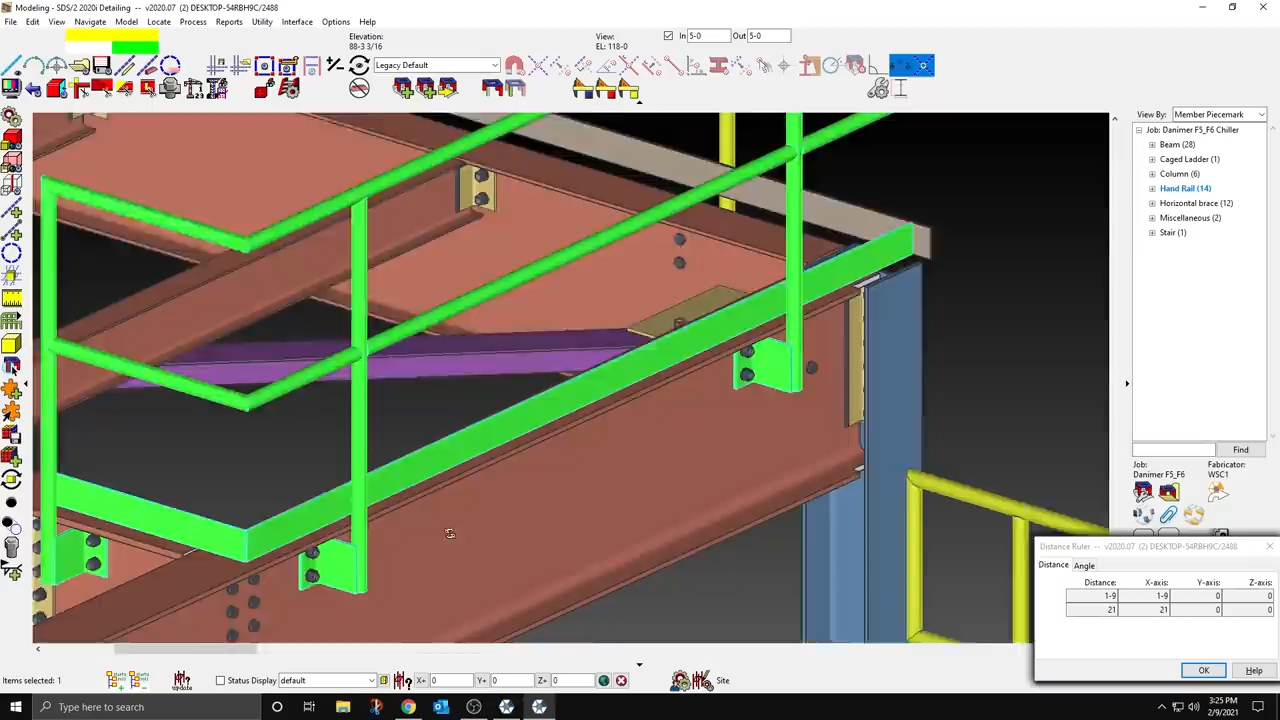 Modeling -- SDS/2 2020i Detailing -- v2020.07 (2) DESKTOP-54RBH9C/2488
File Edit View Navigate Model Locate Process Reports Utility Interface Options Help
Elevation:
88-3 3/16
View:
EL: 118-0
In 5-0 Out 5-0
Legacy Default
View By: Member Piecemark
Job: Danimer F5_F6 Chiller
Beam (28)
Caged Ladder (1)
Column (6)
Hand Rail (14)
Horizontal brace (12)
Miscellaneous (2)
Stair (1)
Find
Job: Fabricator:
Danimer F5_F6 WSC1
Distance Ruler -- v2020.07 (2) DESKTOP-54RBH9C/2488
Distance Angle
Distance: X-axis: Y-axis: Z-axis:
1-9 1-9 0 0
21 21 0 0
OK Help
Items selected: 1
update
Status Display default X+ 0 Y+ 0 Z+ 0 Site
Type here to search
3:25 PM
2/9/2021